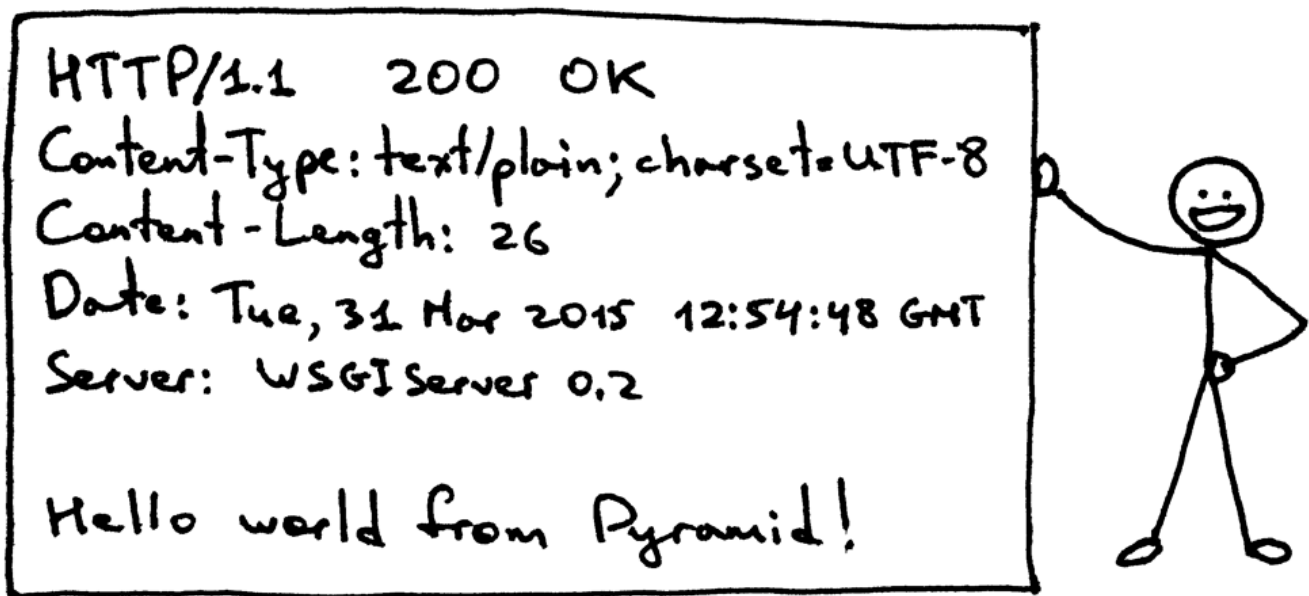 HTTP/1.1 200 OK
Content-Type: text/plain; charset=UTF-8
Content-Length: 26
Date: Tue, 31 Mar 2015 12:54:48 GMT
Server: WSGIServer 0.2
Hello world from Pyramid!